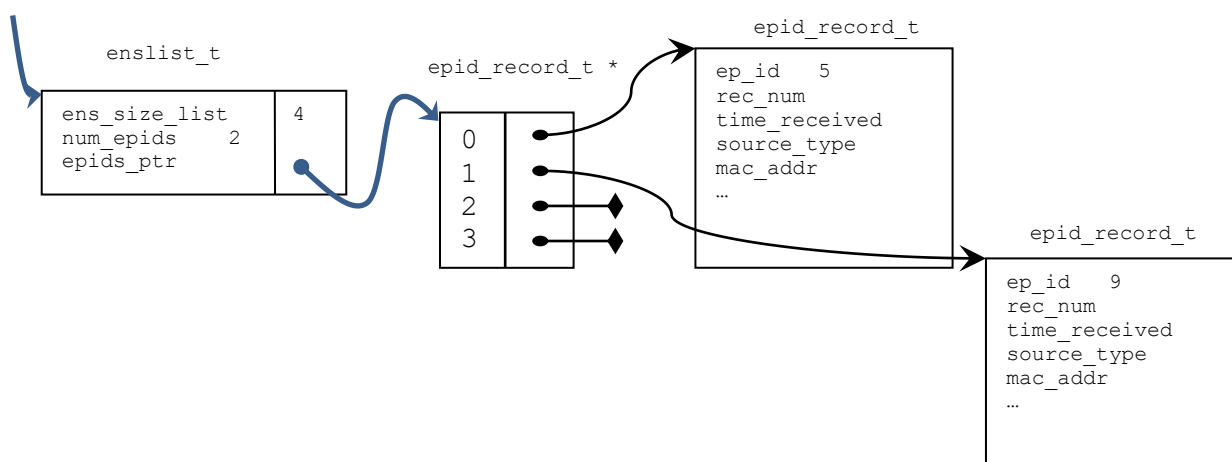 enslist_t
ens_size_list 4
num_epids 2
epids_ptr
epid_record_t *
0
1
2
3
epid_record_t
ep_id 5
rec_num
time_received
source_type
mac_addr
…
epid_record_t
ep_id 9
rec_num
time_received
source_type
mac_addr
…